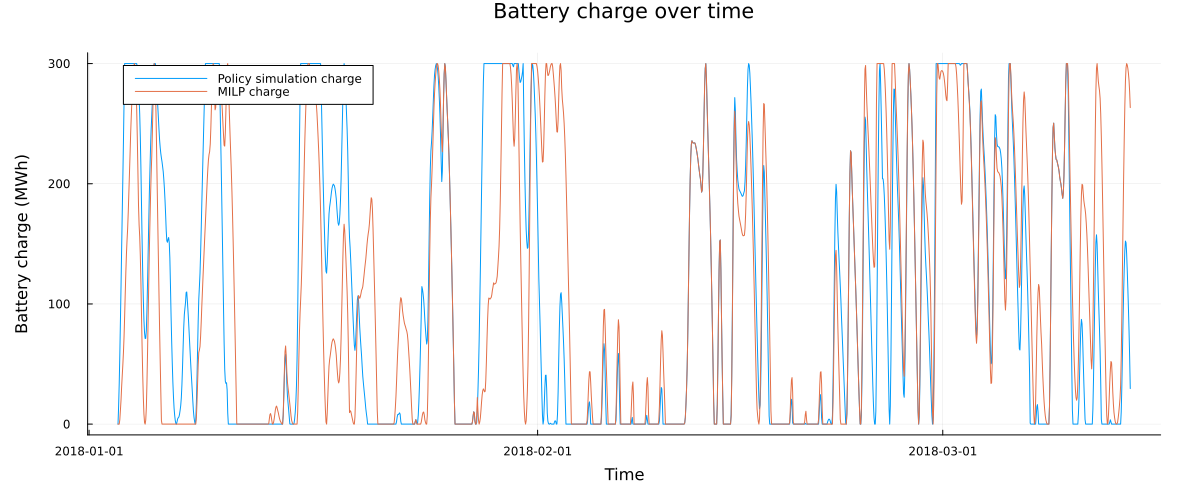 Battery charge over time
Policy simulation charge
MILP charge
300
200
100
0
Battery charge (MWh)
2018-01-01
2018-02-01
2018-03-01
Time